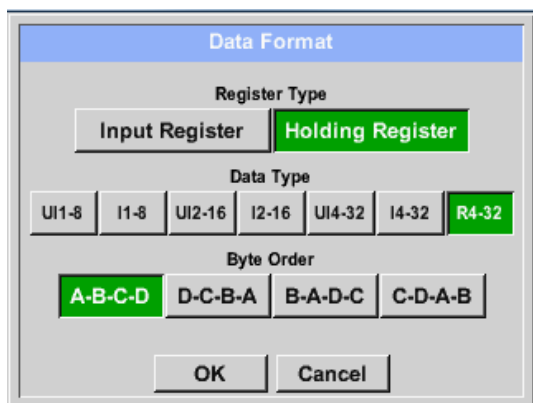 Data Format
Register Type
Input Register Holding Register
Data Type
UI1-8 I1-8 UI2-16 I2-16 UI4-32 I4-32 R4-32
Byte Order
A-B-C-D D-C-B-A B-A-D-C C-D-A-B
OK Cancel